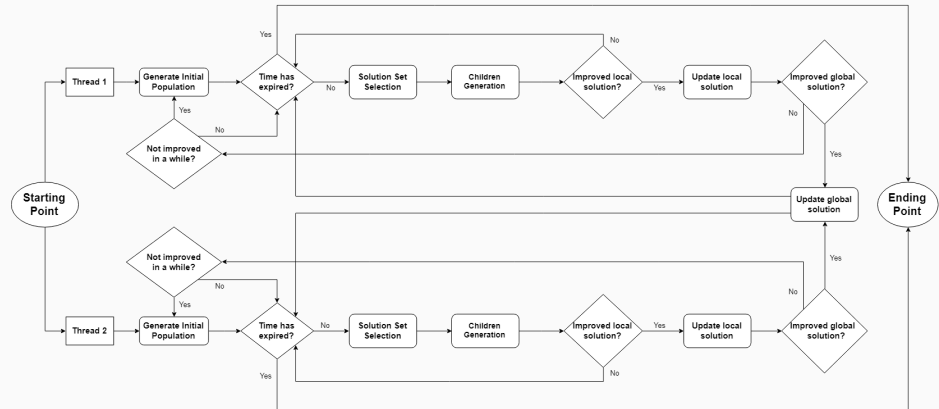 Yes
No
Thread 1
Generate Initial
Population
Time has
expired?
No
Solution Set
Selection
Children
Generation
Improved local
solution?
Yes
Update local
solution
Improved global
solution?
Yes
No
No
Not improved
in a while?
Yes
Starting
Point
Update global
solution
Ending
Point
Not improved
in a while?
No
Yes
Yes
No
Thread 2
Generate Initial
Population
Time has
expired?
No
Solution Set
Selection
Children
Generation
Improved local
solution?
Yes
Update local
solution
Improved global
solution?
Yes
No